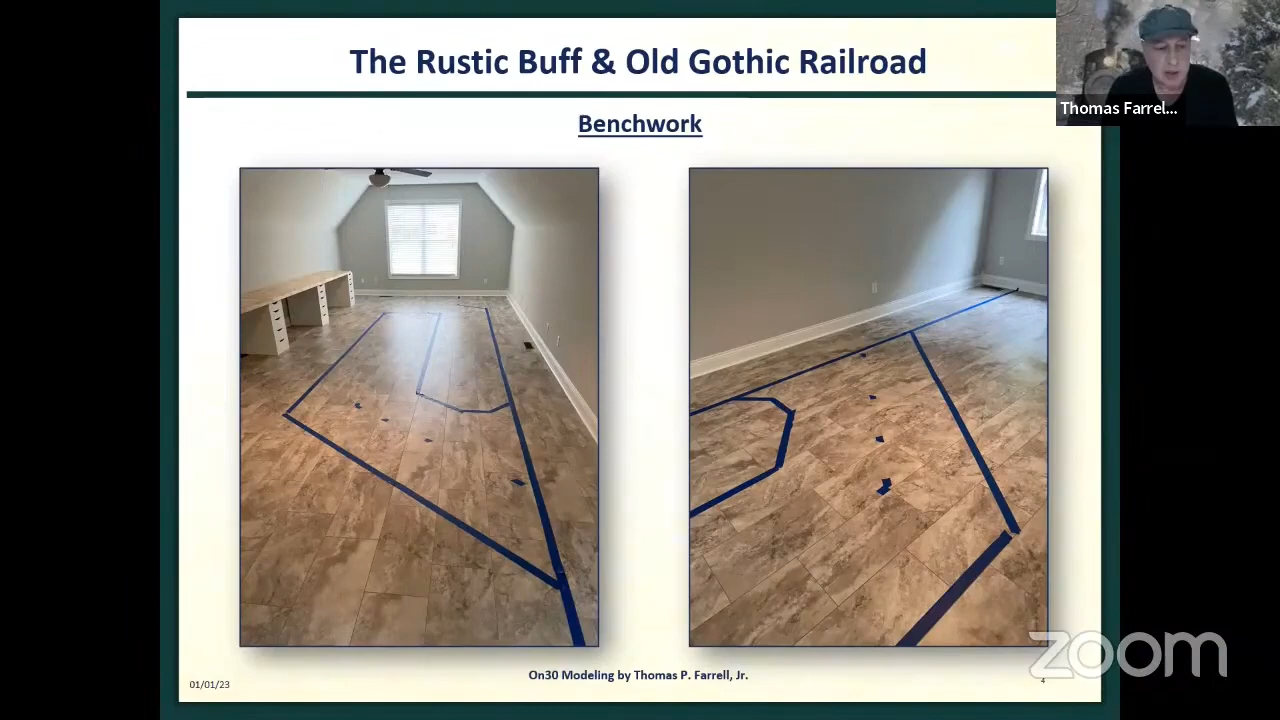 The Rustic Buff & Old Gothic Railroad
Thomas Farrel...
Benchwork
On30 Modeling by Thomas P. Farrell, Jr.
01/01/23
4
zoom